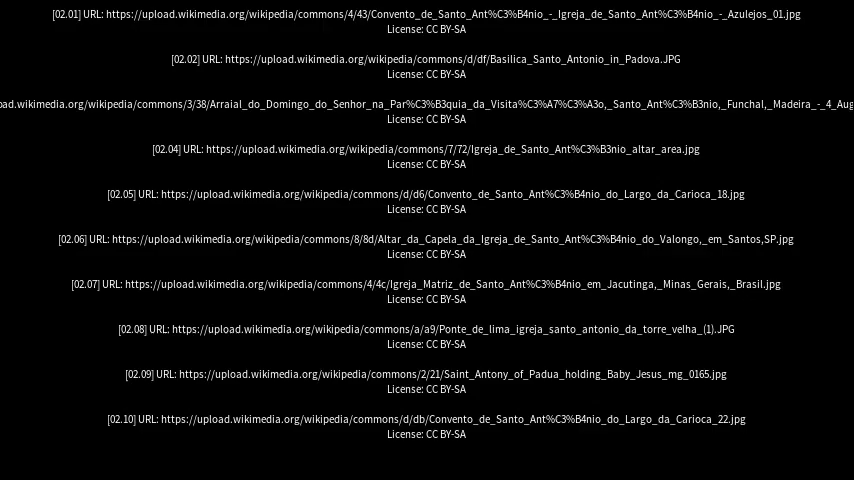 [02.01] URL: https://upload.wikimedia.org/wikipedia/commons/4/43/Convento_de_Santo_Ant%C3%B4nio_-_Igreja_de_Santo_Ant%C3%B4nio_-_Azulejos_01.jpg
License: CC BY-SA
[02.02] URL: https://upload.wikimedia.org/wikipedia/commons/d/df/Basilica_Santo_Antonio_in_Padova.JPG
License: CC BY-SA
oad.wikimedia.org/wikipedia/commons/3/38/Arraial_do_Domingo_do_Senhor_na_Par%C3%B3quia_da_Visita%C3%A7%C3%A3o,_Santo_Ant%C3%B3nio,_Funchal,_Madeira_-_4_Aug
License: CC BY-SA
[02.04] URL: https://upload.wikimedia.org/wikipedia/commons/7/72/Igreja_de_Santo_Ant%C3%B3nio_altar_area.jpg
License: CC BY-SA
[02.05] URL: https://upload.wikimedia.org/wikipedia/commons/d/d6/Convento_de_Santo_Ant%C3%B4nio_do_Largo_da_Carioca_18.jpg
License: CC BY-SA
[02.06] URL: https://upload.wikimedia.org/wikipedia/commons/8/8d/Altar_da_Capela_da_Igreja_de_Santo_Ant%C3%B4nio_do_Valongo,_em_Santos,SP.jpg
License: CC BY-SA
[02.07] URL: https://upload.wikimedia.org/wikipedia/commons/4/4c/Igreja_Matriz_de_Santo_Ant%C3%B4nio_em_Jacutinga,_Minas_Gerais,_Brasil.jpg
License: CC BY-SA
[02.08] URL: https://upload.wikimedia.org/wikipedia/commons/a/a9/Ponte_de_lima_igreja_santo_antonio_da_torre_velha_(1).JPG
License: CC BY-SA
[02.09] URL: https://upload.wikimedia.org/wikipedia/commons/2/21/Saint_Antony_of_Padua_holding_Baby_Jesus_mg_0165.jpg
License: CC BY-SA
[02.10] URL: https://upload.wikimedia.org/wikipedia/commons/d/db/Convento_de_Santo_Ant%C3%B4nio_do_Largo_da_Carioca_22.jpg
License: CC BY-SA